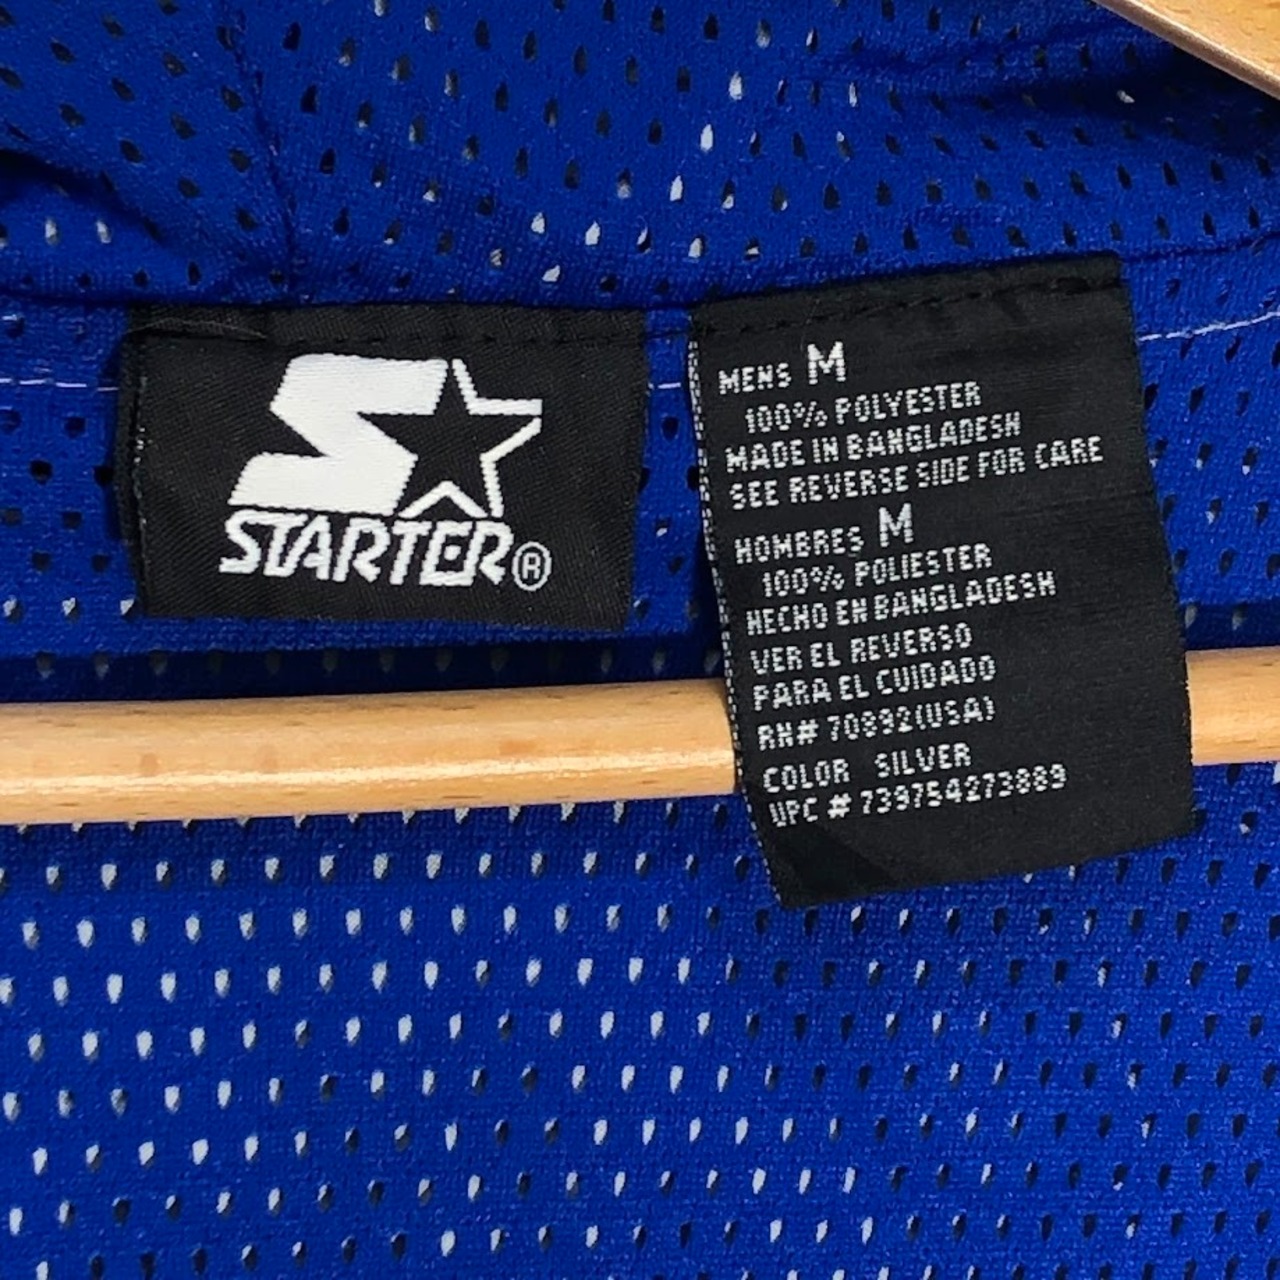 STARTER®
MENS M
100% POLYESTER
MADE IN BANGLADESH
SEE REVERSE SIDE FOR CARE
HOMBRES M
100% POLIESTER
HECHO EN BANGLADESH
VER EL REVERSO
PARA EL CUIDADO
RN# 70892(USA)
COLOR SILVER
UPC # 739754273889